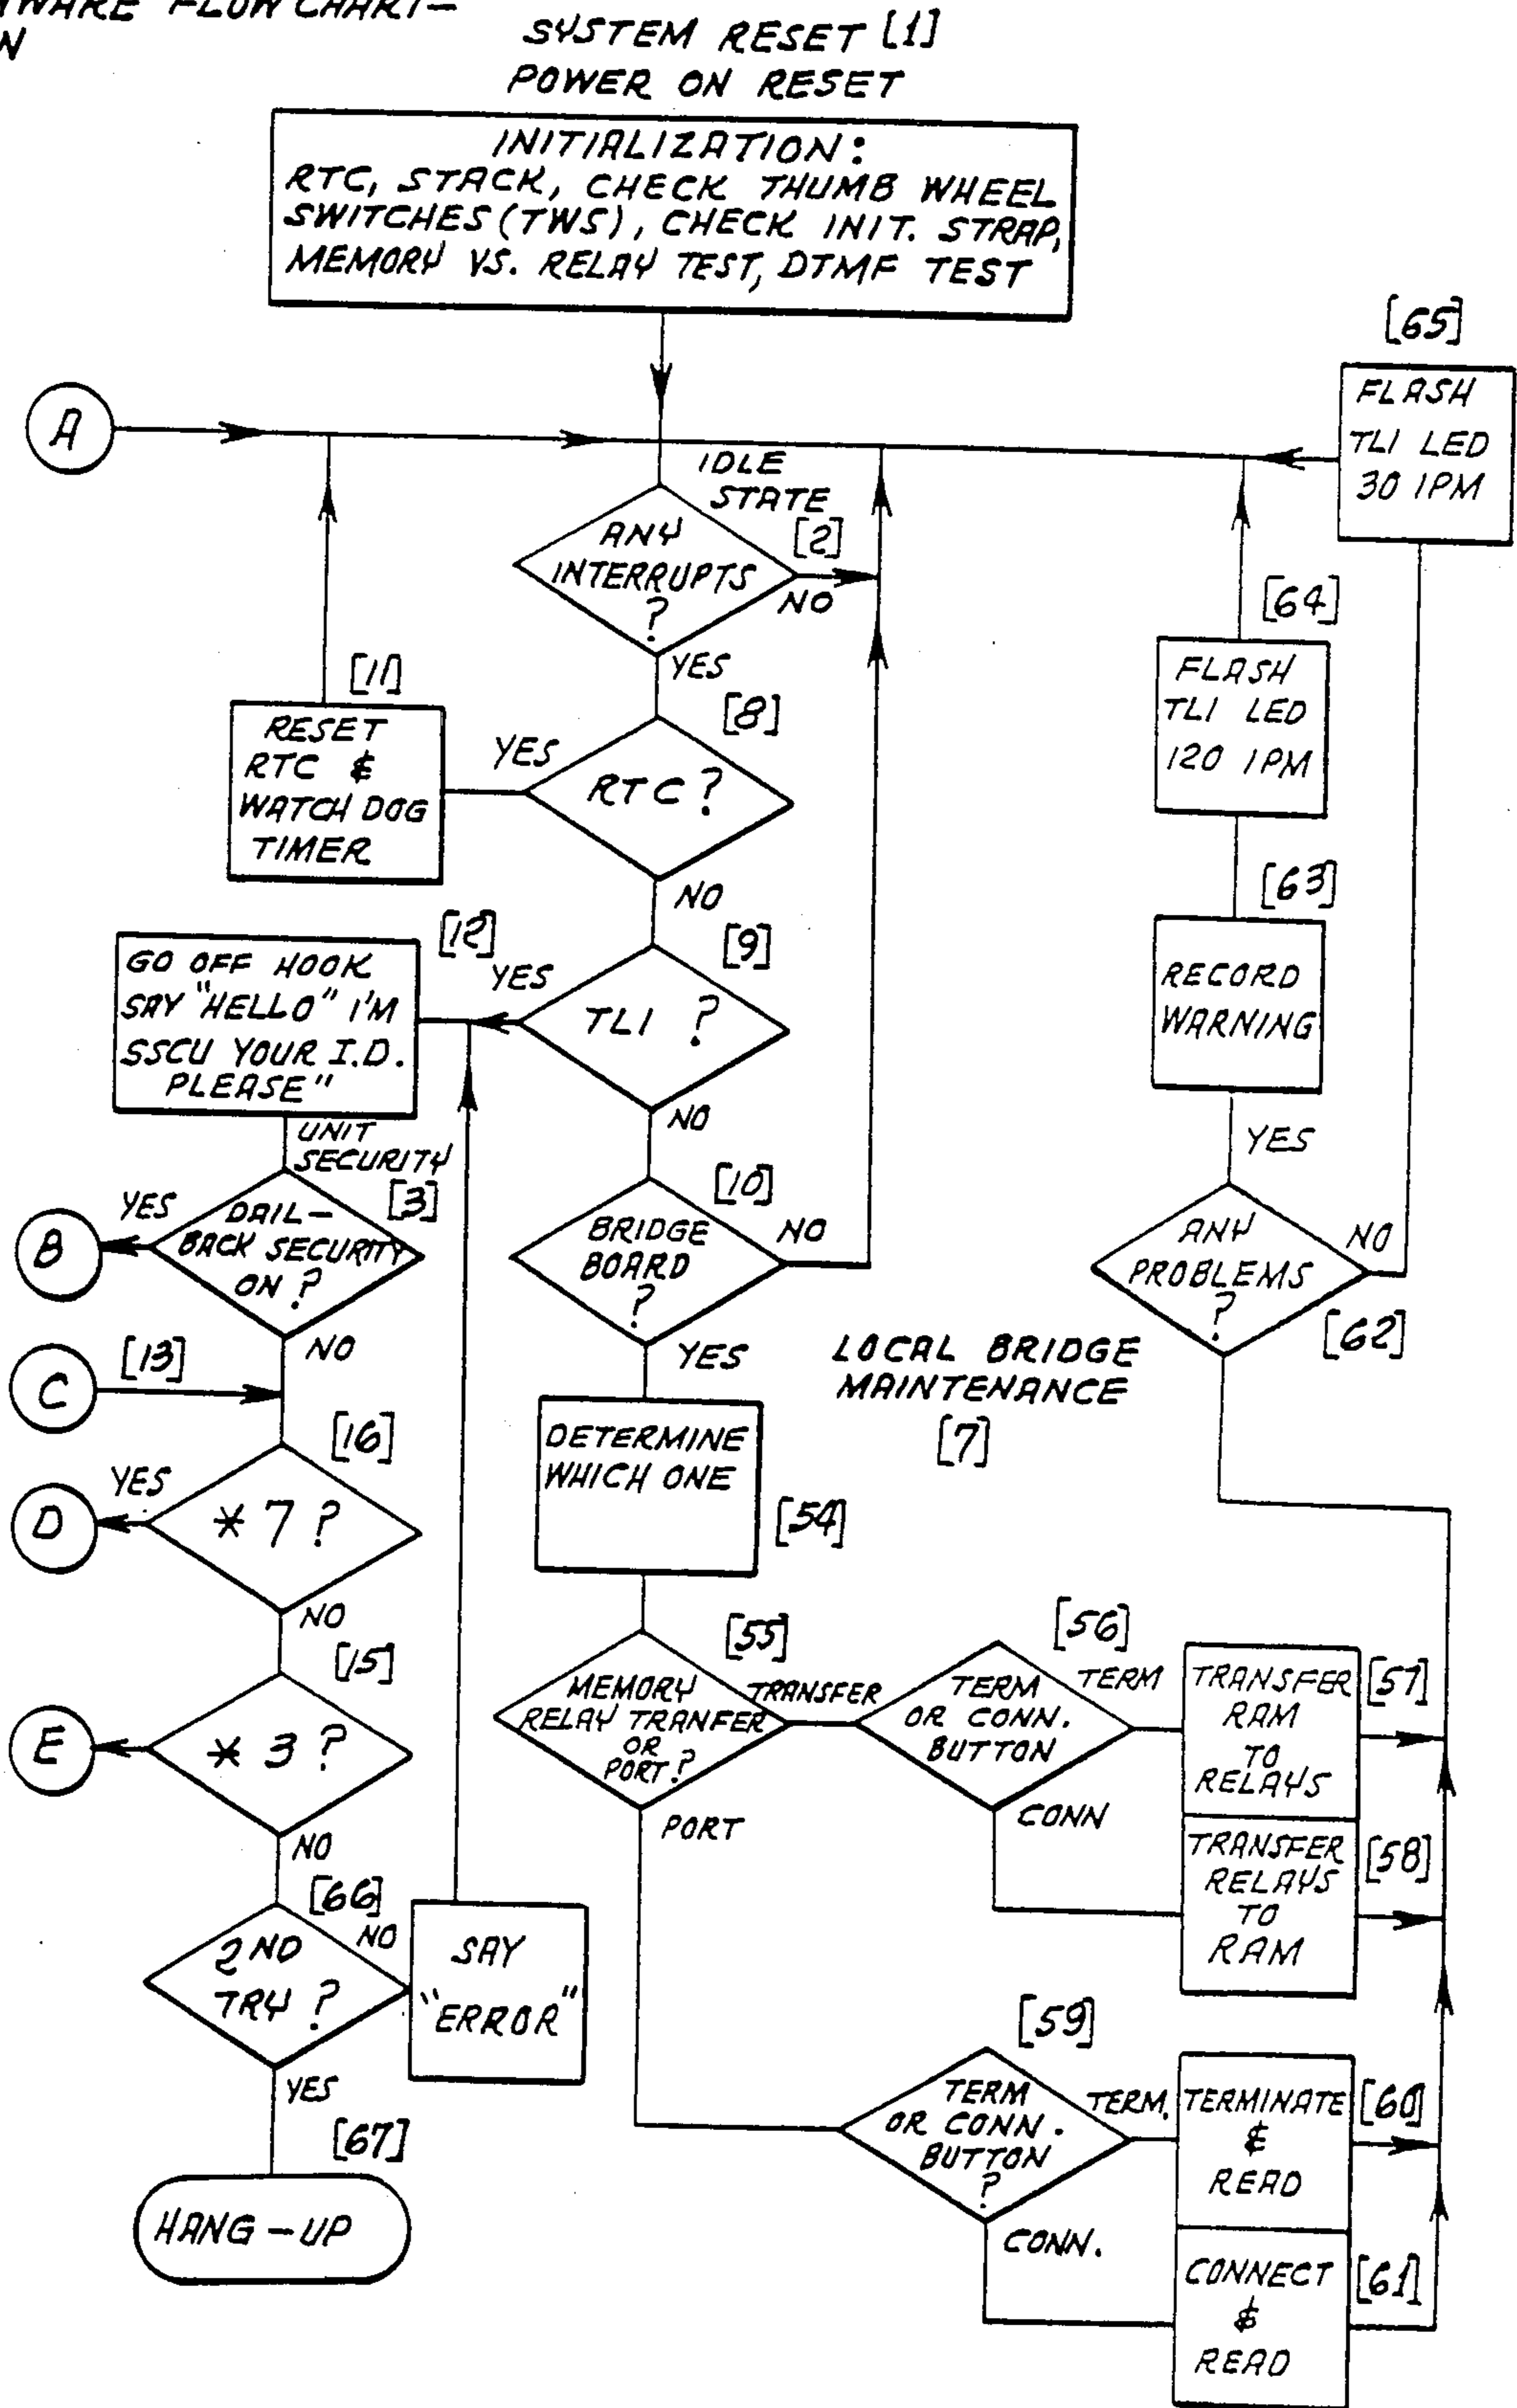 FLOW CHART-
N
SYSTEM RESET [1]
POWER ON RESET
INITIALIZATION:
RTC, STACK, CHECK THUMB WHEEL
SWITCHES (TWS), CHECK INIT. STRAP,
MEMORY VS. RELAY TEST, DTMF TEST
[65]
FLASH
TLI LED
30 IPM
A
IDLE
STATE
[2]
ANY
INTERRUPTS
?
NO
YES
[64]
FLASH
TLI LED
120 IPM
[11]
RESET
RTC &
WATCH DOG
TIMER
YES
[8]
RTC ?
NO
[63]
RECORD
WARNING
YES
[12]
GO OFF HOOK
SAY "HELLO" I'M
SSCU YOUR I.D.
PLEASE"
YES
[9]
TLI ?
NO
UNIT
SECURITY
[3]
YES
DAIL-
BACK SECURITY
ON ?
B
NO
[10]
BRIDGE
BOARD
?
NO
YES
ANY
PROBLEMS
?
NO
[62]
LOCAL BRIDGE
MAINTENANCE
[7]
C
[13]
DETERMINE
WHICH ONE
[54]
[16]
YES
* 7 ?
D
NO
[15]
* 3 ?
E
NO
[55]
MEMORY
RELAY TRANFER
OR
PORT ?
TRANSFER
PORT
[56]
TERM
OR CONN.
BUTTON
TERM
CONN
TRANSFER
RAM
TO
RELAYS
[57]
TRANSFER
RELAYS
TO
RAM
[58]
[66]
2ND
TRY ?
NO
SAY
"ERROR"
YES
[67]
HANG-UP
[59]
TERM
OR CONN.
BUTTON
?
TERM.
CONN.
TERMINATE
&
READ
[60]
CONNECT
&
READ
[61]